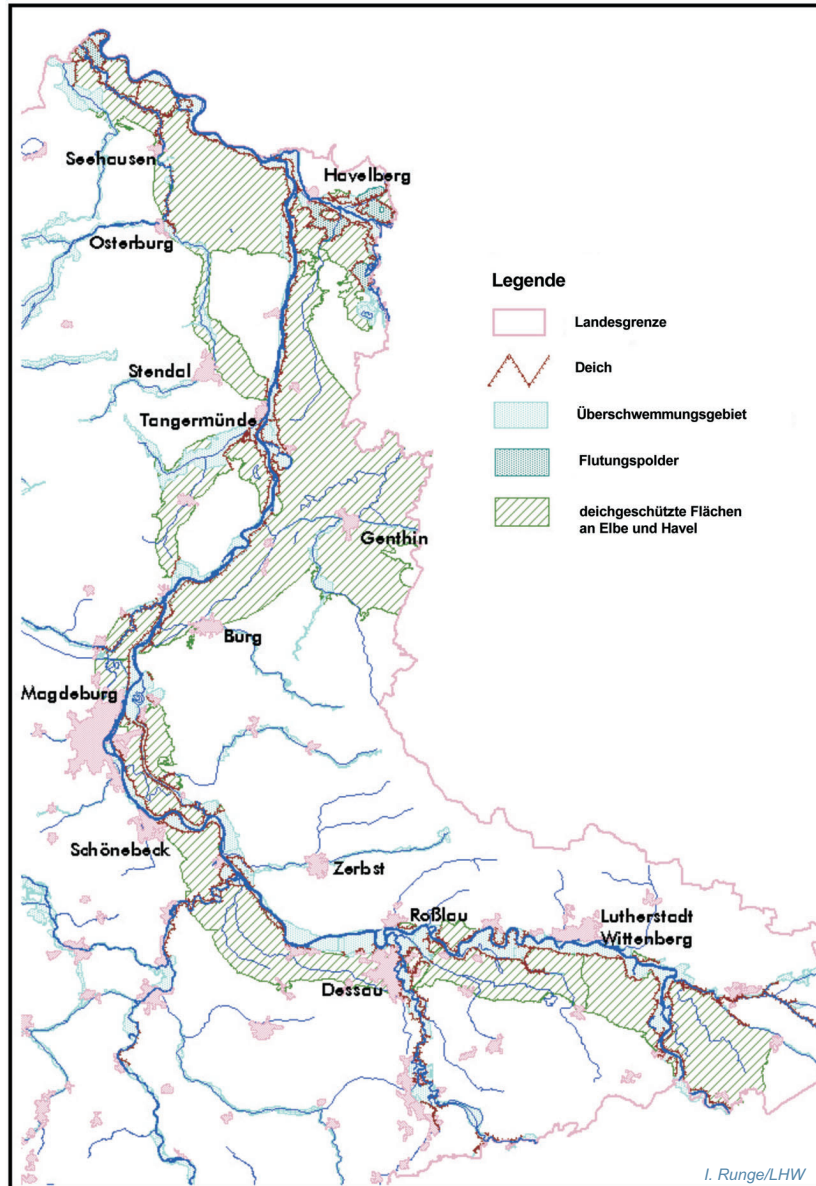 Seehausen
Havelberg
Osterburg
Legende
Landesgrenze
Stendal
Deich
Tangermünde
Überschwemmungsgebiet
Flutungspolder
deichgeschützte Flächen
an Elbe und Havel
Genthin
Burg
Magdeburg
Schönebeck
Zerbst
Roßlau
Lutherstadt
Wittenberg
Dessau
I. Runge/LHW